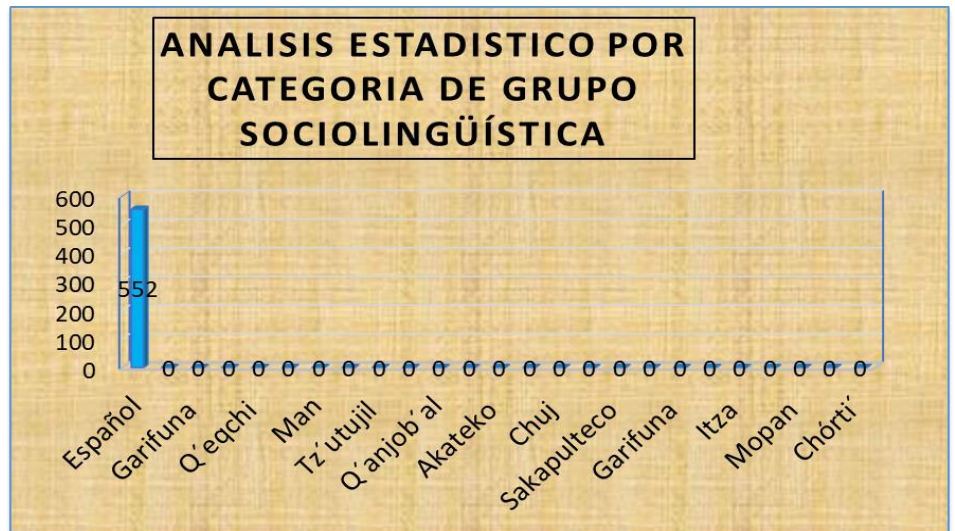 ANALISIS ESTADISTICO POR
CATEGORIA DE GRUPO
SOCIOLINGÜÍSTICA
600
500
400
300
200
100
0
552
0 0 0 0 0 0 0 0 0 0 0 0 0 0 0 0 0 0 0 0 0 0 0 0
Español
Garifuna
Q´eqchi
Man
Tz´utujil
Q´anjob´al
Akateko
Chuj
Sakapulteco
Garifuna
Itza
Mopan
Chórti´